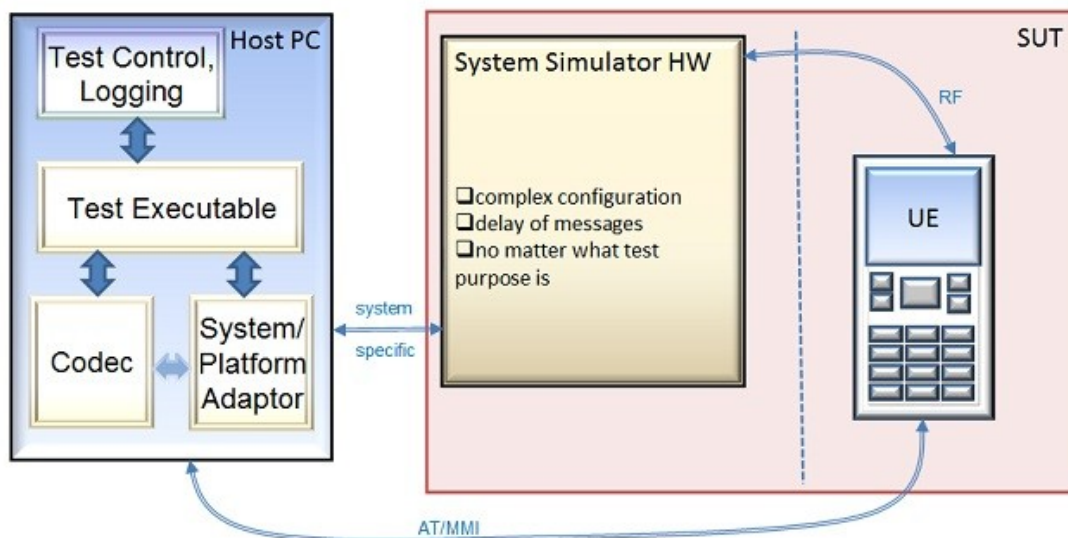 Host PC
Test Control,
Logging
Test Executable
Codec
System/
Platform
Adaptor
system
specific
System Simulator HW
❑complex configuration
❑delay of messages
❑no matter what test
purpose is
SUT
RF
UE
AT/MMI